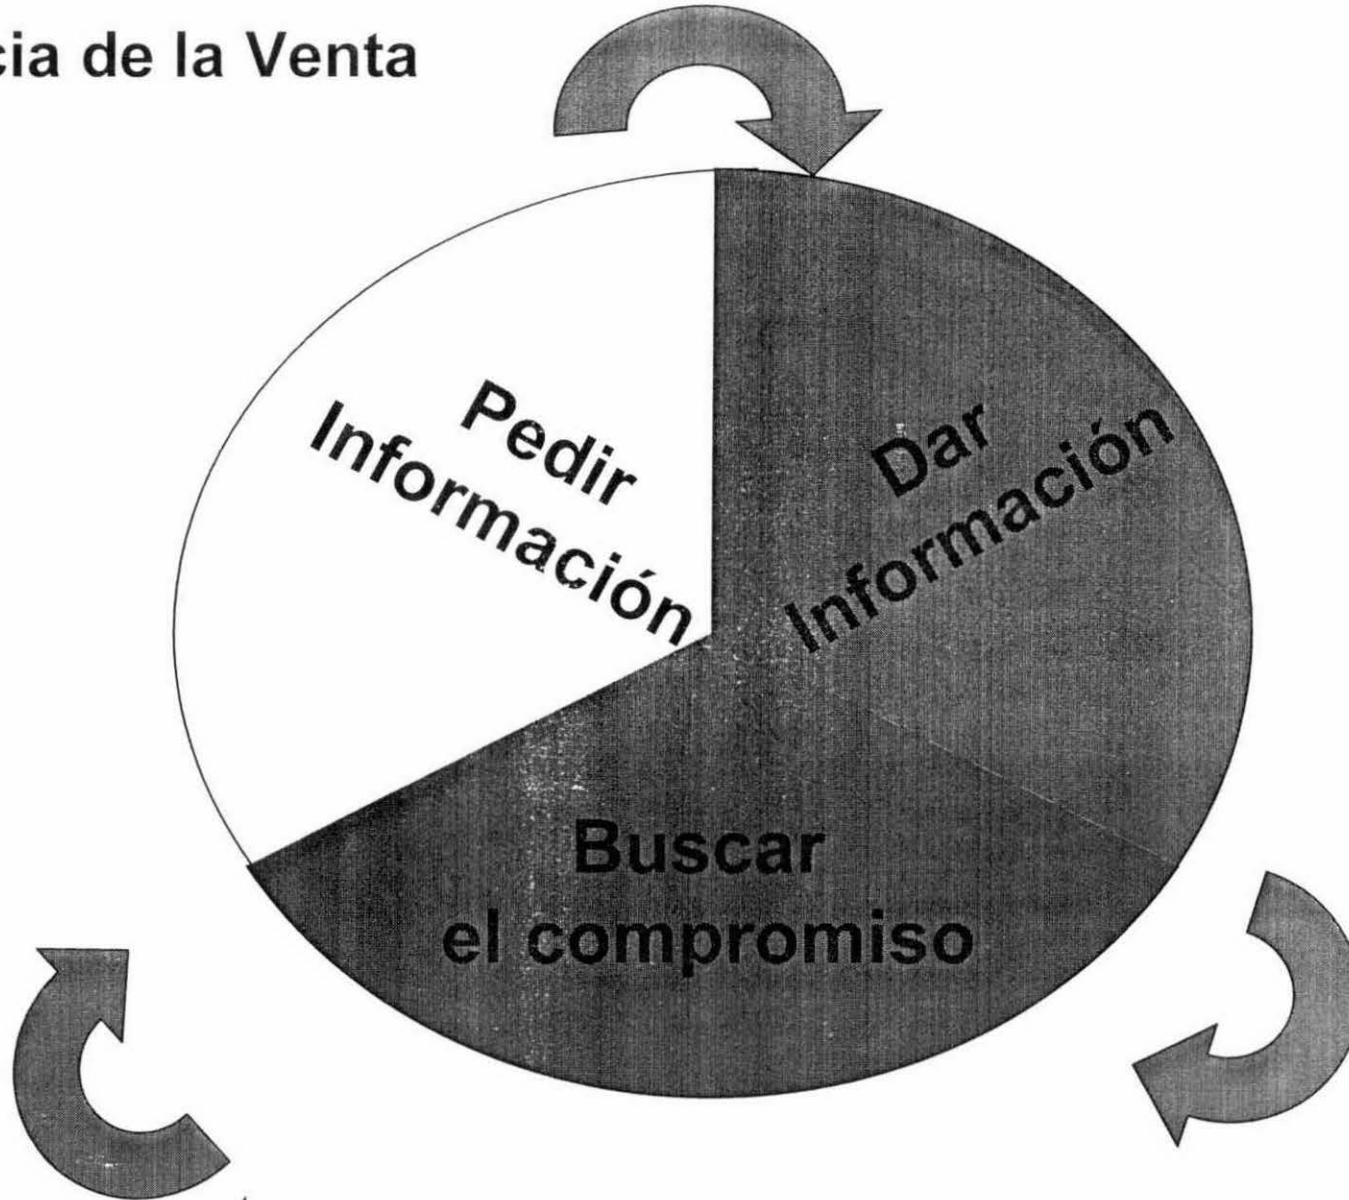 cia de la Venta
Pedir
Información
Dar
Información
Buscar
el compromiso